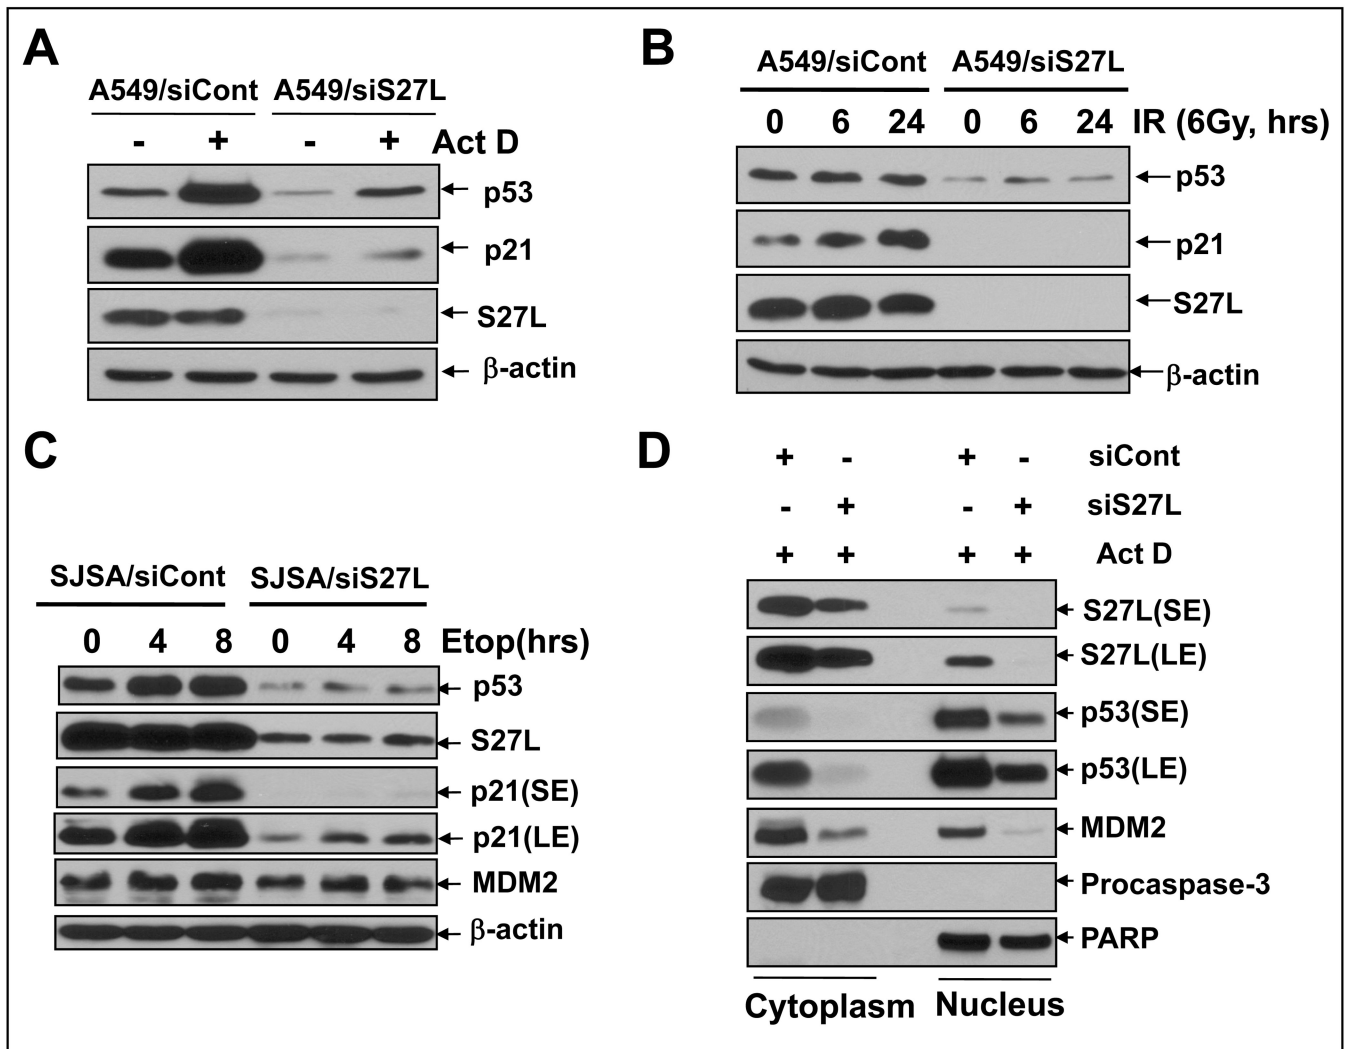 A
A549/siCont A549/siS27L
- + - + Act D
p53
p21
S27L
β-actin
B
A549/siCont A549/siS27L
0 6 24 0 6 24 IR (6Gy, hrs)
p53
p21
S27L
β-actin
C
SJSA/siCont SJSA/siS27L
0 4 8 0 4 8 Etop(hrs)
p53
S27L
p21(SE)
p21(LE)
MDM2
β-actin
D
+ - + - siCont
- + - + siS27L
+ + + + Act D
S27L(SE)
S27L(LE)
p53(SE)
p53(LE)
MDM2
Procaspase-3
PARP
Cytoplasm Nucleus